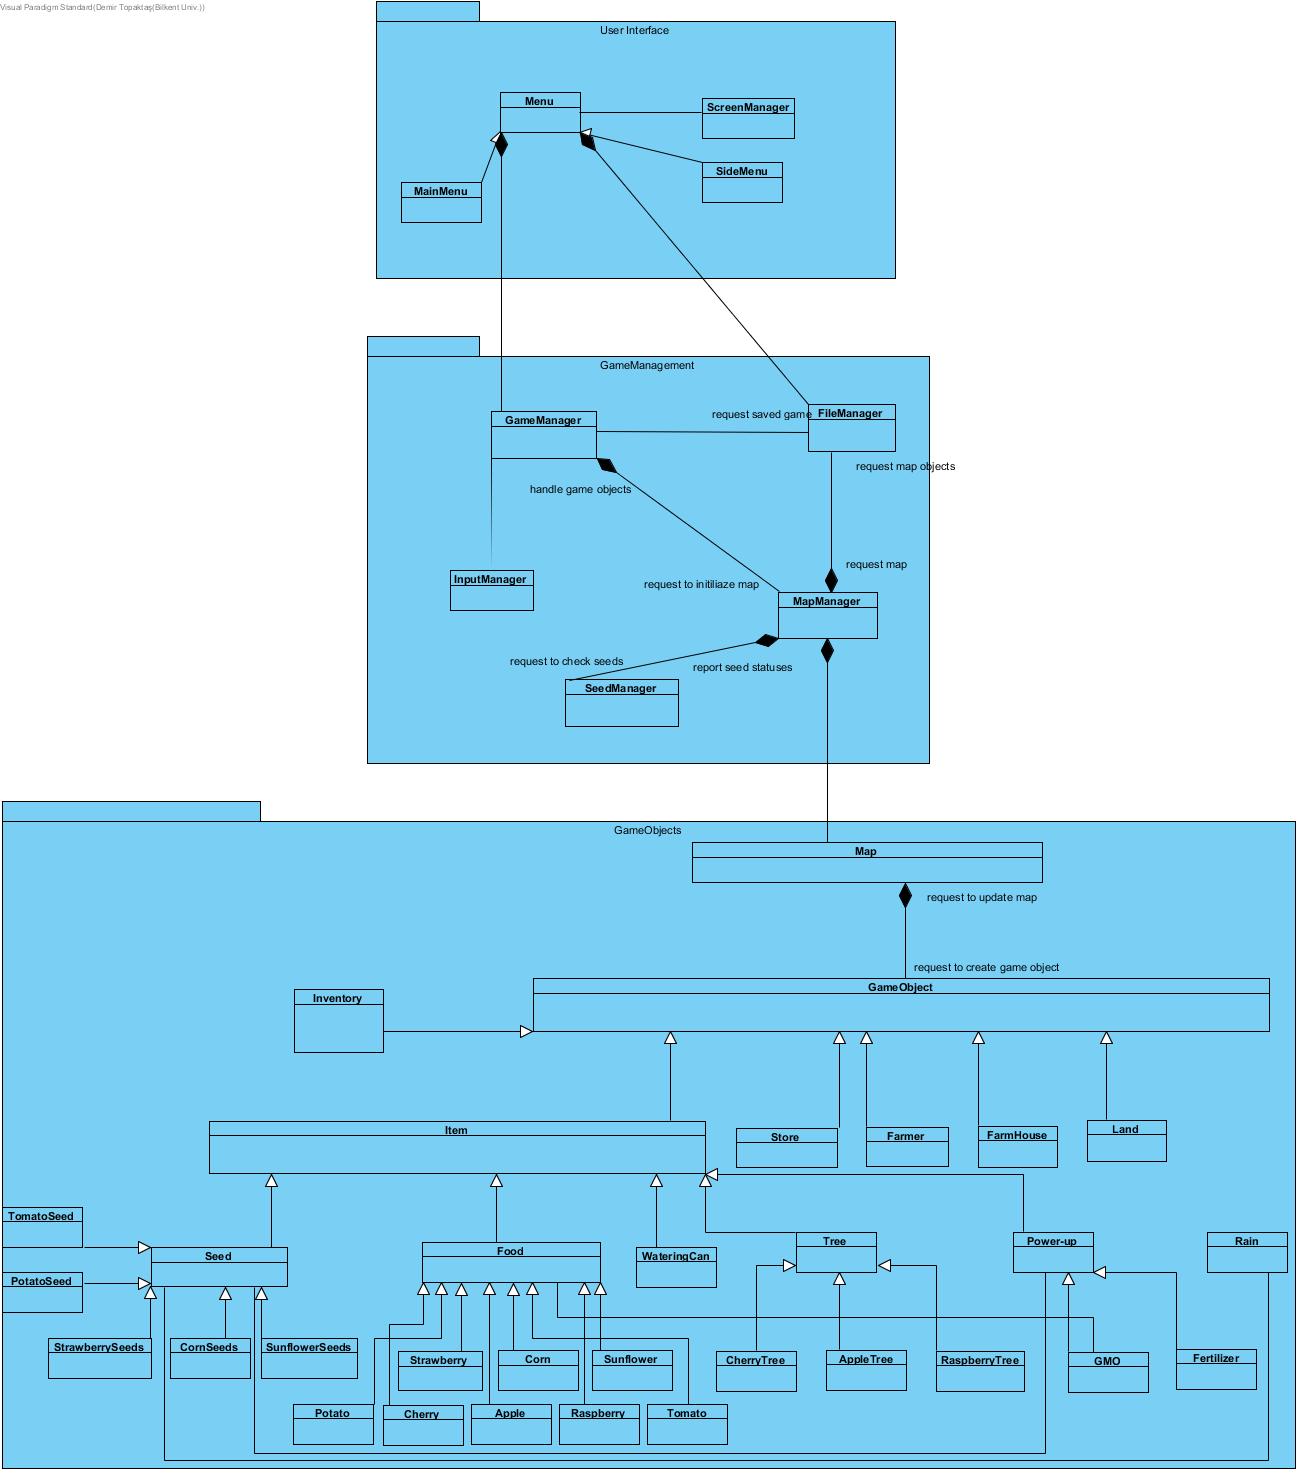 Visual Paradigm Standard(Demir Topaktaş(Bilkent Univ.))
User Interface
Menu
ScreenManager
SideMenu
MainMenu
GameManagement
GameManager
request saved game
FileManager
request map objects
handle game objects
request map
InputManager
request to initiliaze map
MapManager
request to check seeds
report seed statuses
SeedManager
GameObjects
Map
request to update map
request to create game object
GameObject
Inventory
Item
Store
Farmer
FarmHouse
Land
TomatoSeed
Seed
Food
WateringCan
Tree
Power-up
Rain
PotatoSeed
StrawberrySeeds
CornSeeds
SunflowerSeeds
Strawberry
Corn
Sunflower
CherryTree
AppleTree
RaspberryTree
GMO
Fertilizer
Potato
Cherry
Apple
Raspberry
Tomato